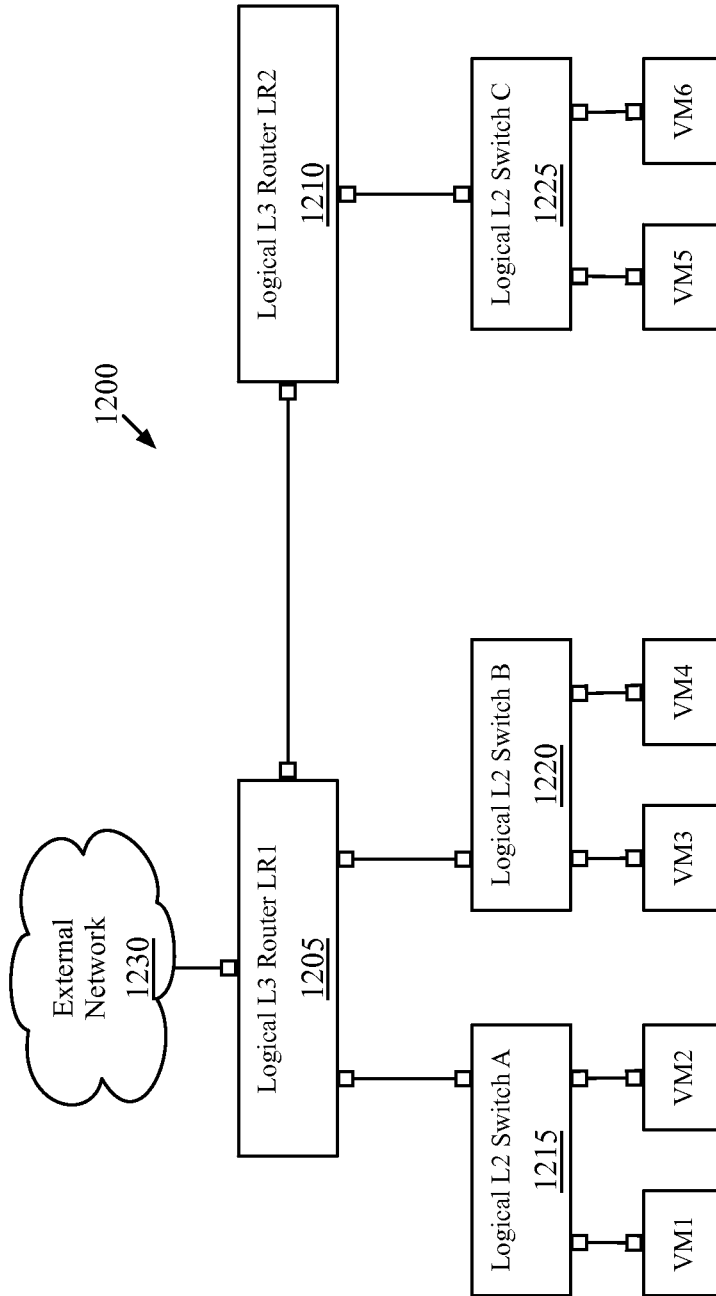 1200
External
Network
1230
Logical L3 Router LR1
1205
Logical L3 Router LR2
1210
Logical L2 Switch A
1215
Logical L2 Switch B
1220
Logical L2 Switch C
1225
VM1
VM2
VM3
VM4
VM5
VM6